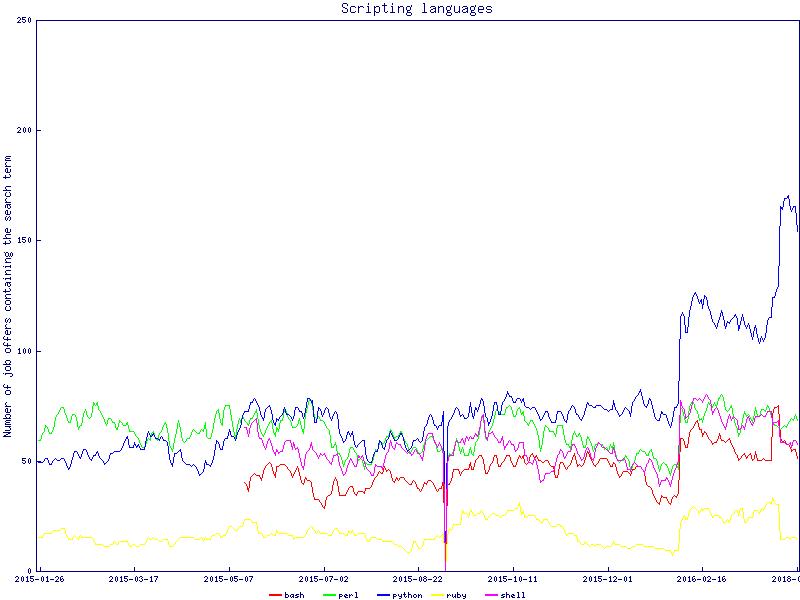 Scripting languages
250
200
150
100
50
0
Number of job offers containing the search term
2015-01-26 2015-03-17 2015-05-07 2015-07-02 2015-08-22 2015-10-11 2015-12-01 2016-02-16 2018-0
bash perl python ruby shell